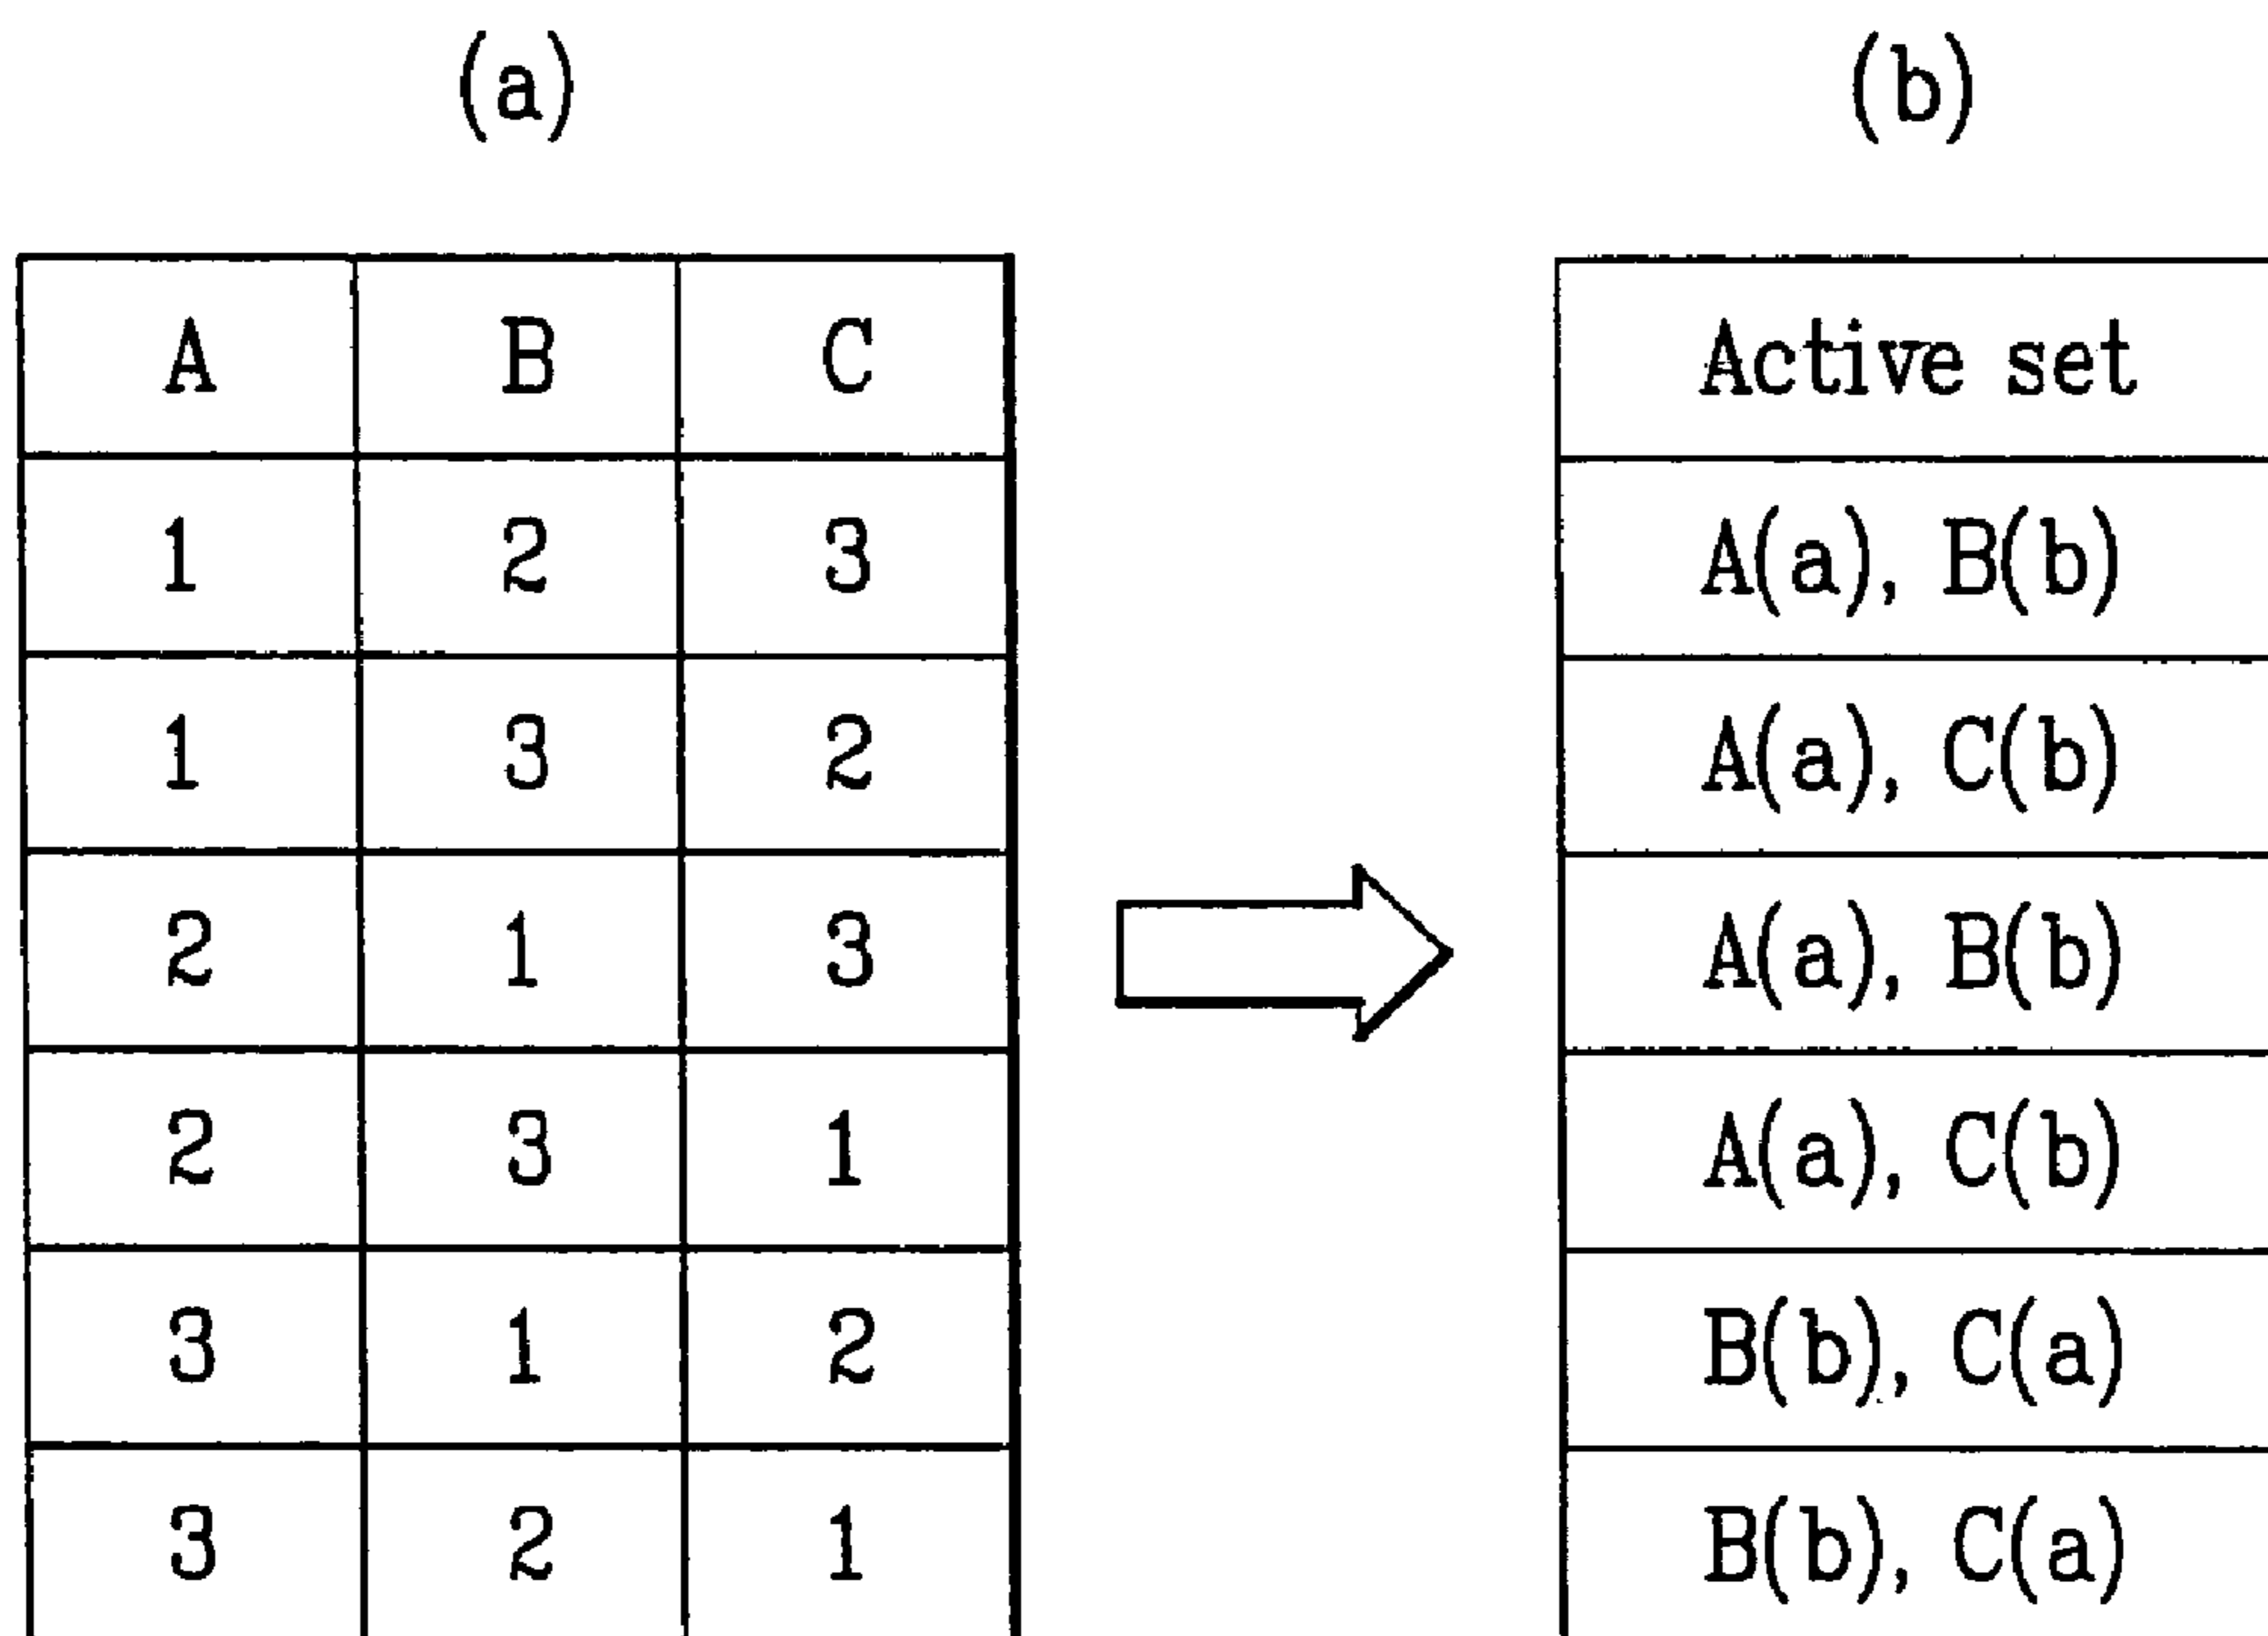 (a) (b)
A B C Active set
1 2 3 A(a), B(b)
1 3 2 A(a), C(b)
2 1 3 A(a), B(b)
2 3 1 A(a), C(b)
3 1 2 B(b), C(a)
3 2 1 B(b), C(a)